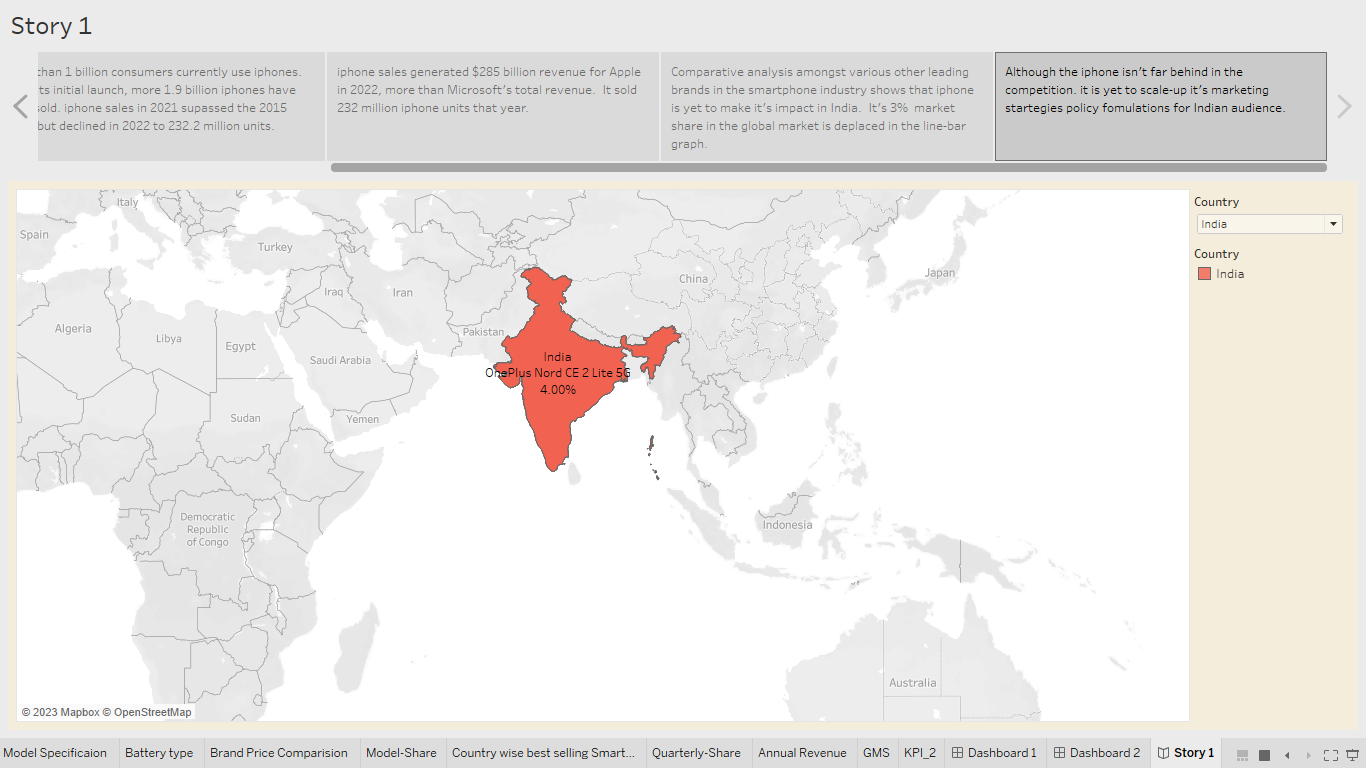 Story 1
than 1 billion consumers currently use iphones.
ts initial launch, more 1.9 billion iphones have
sold. iphone sales in 2021 supassed the 2015
but declined in 2022 to 232.2 million units.
iphone sales generated $285 billion revenue for Apple
in 2022, more than Microsoft's total revenue.  It sold
232 million iphone units that year.
Comparative analysis amongst various other leading
brands in the smartphone industry shows that iphone
is yet to make it's impact in India.  It's 3%  market
share in the global market is deplaced in the line-bar
graph.
Although the iphone isn't far behind in the
competition. it is yet to scale-up it's marketing
startegies policy fomulations for Indian audience.
Country
India
Country
India
Italy
Spain
Turkey
China
Japan
Iraq
Iran
Pakistan
Algeria
Libya
Egypt
Saudi Arabia
India
OnePlus Nord CE 2 Lite 5G
4.00%
Sudan
Yemen
Democratic
Republic
of Congo
Indonesia
Australia
© 2023 Mapbox © OpenStreetMap
Model Specificaion
Battery type
Brand Price Comparision
Model-Share
Country wise best selling Smart...
Quarterly-Share
Annual Revenue
GMS
KPI_2
Dashboard 1
Dashboard 2
Story 1